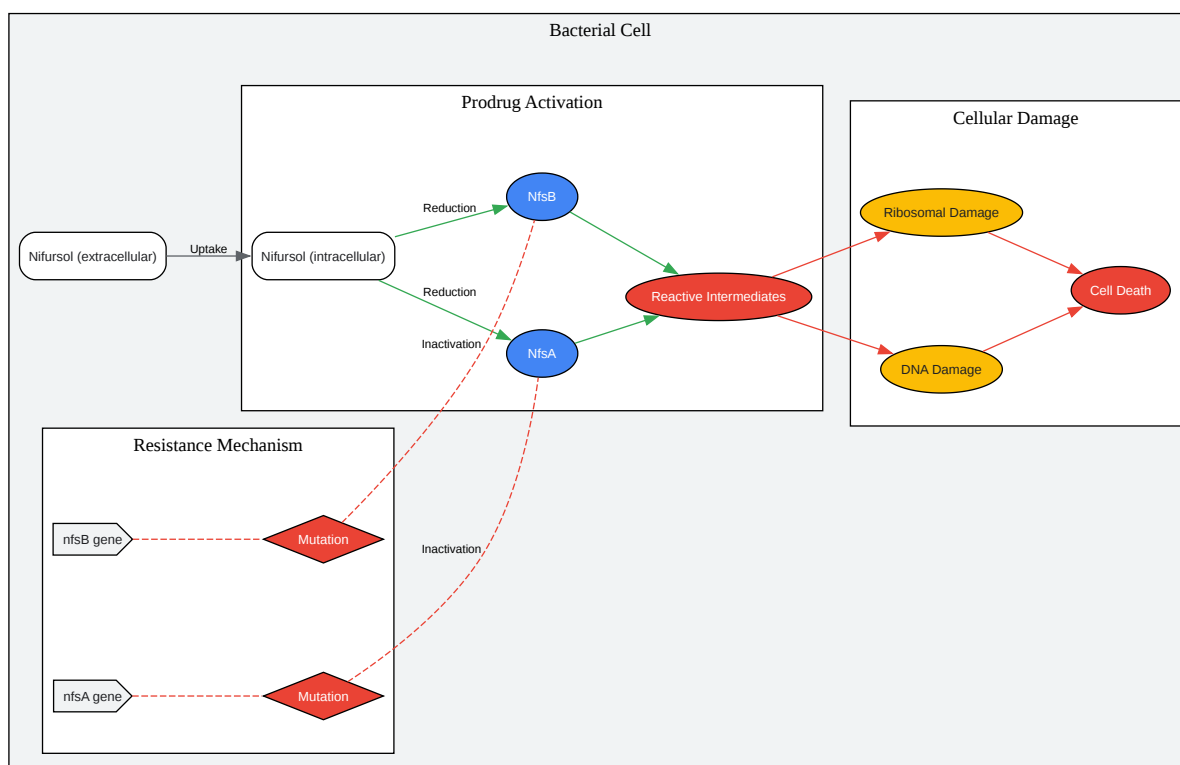 Bacterial Cell
Prodrug Activation
Cellular Damage
NfsB
Reduction
Ribosomal Damage
Nifursol (extracellular)
Uptake
Nifursol (intracellular)
Reactive Intermediates
Cell Death
Reduction
Inactivation
NfsA
DNA Damage
Resistance Mechanism
nfsB gene
Mutation
Inactivation
nfsA gene
Mutation